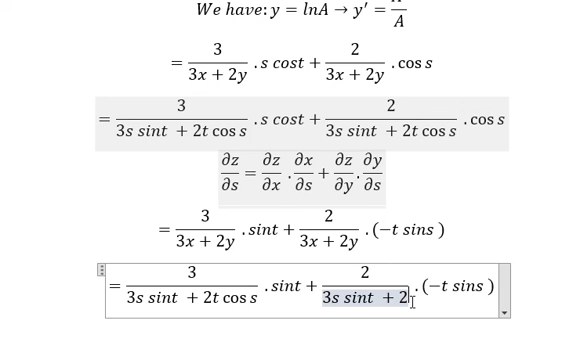 We have: y = lnA → y′ = /A
= 3/(3x + 2y) . s cost + 2/(3x + 2y) . cos s
= 3/(3s sint + 2t cos s) . s cost + 2/(3s sint + 2t cos s) . cos s
∂z/∂s = ∂z/∂x . ∂x/∂s + ∂z/∂y . ∂y/∂s
= 3/(3x + 2y) . sint + 2/(3x + 2y) . (−t sins )
= 3/(3s sint + 2t cos s) . sint + 2/(3s sint + 2) . (−t sins )